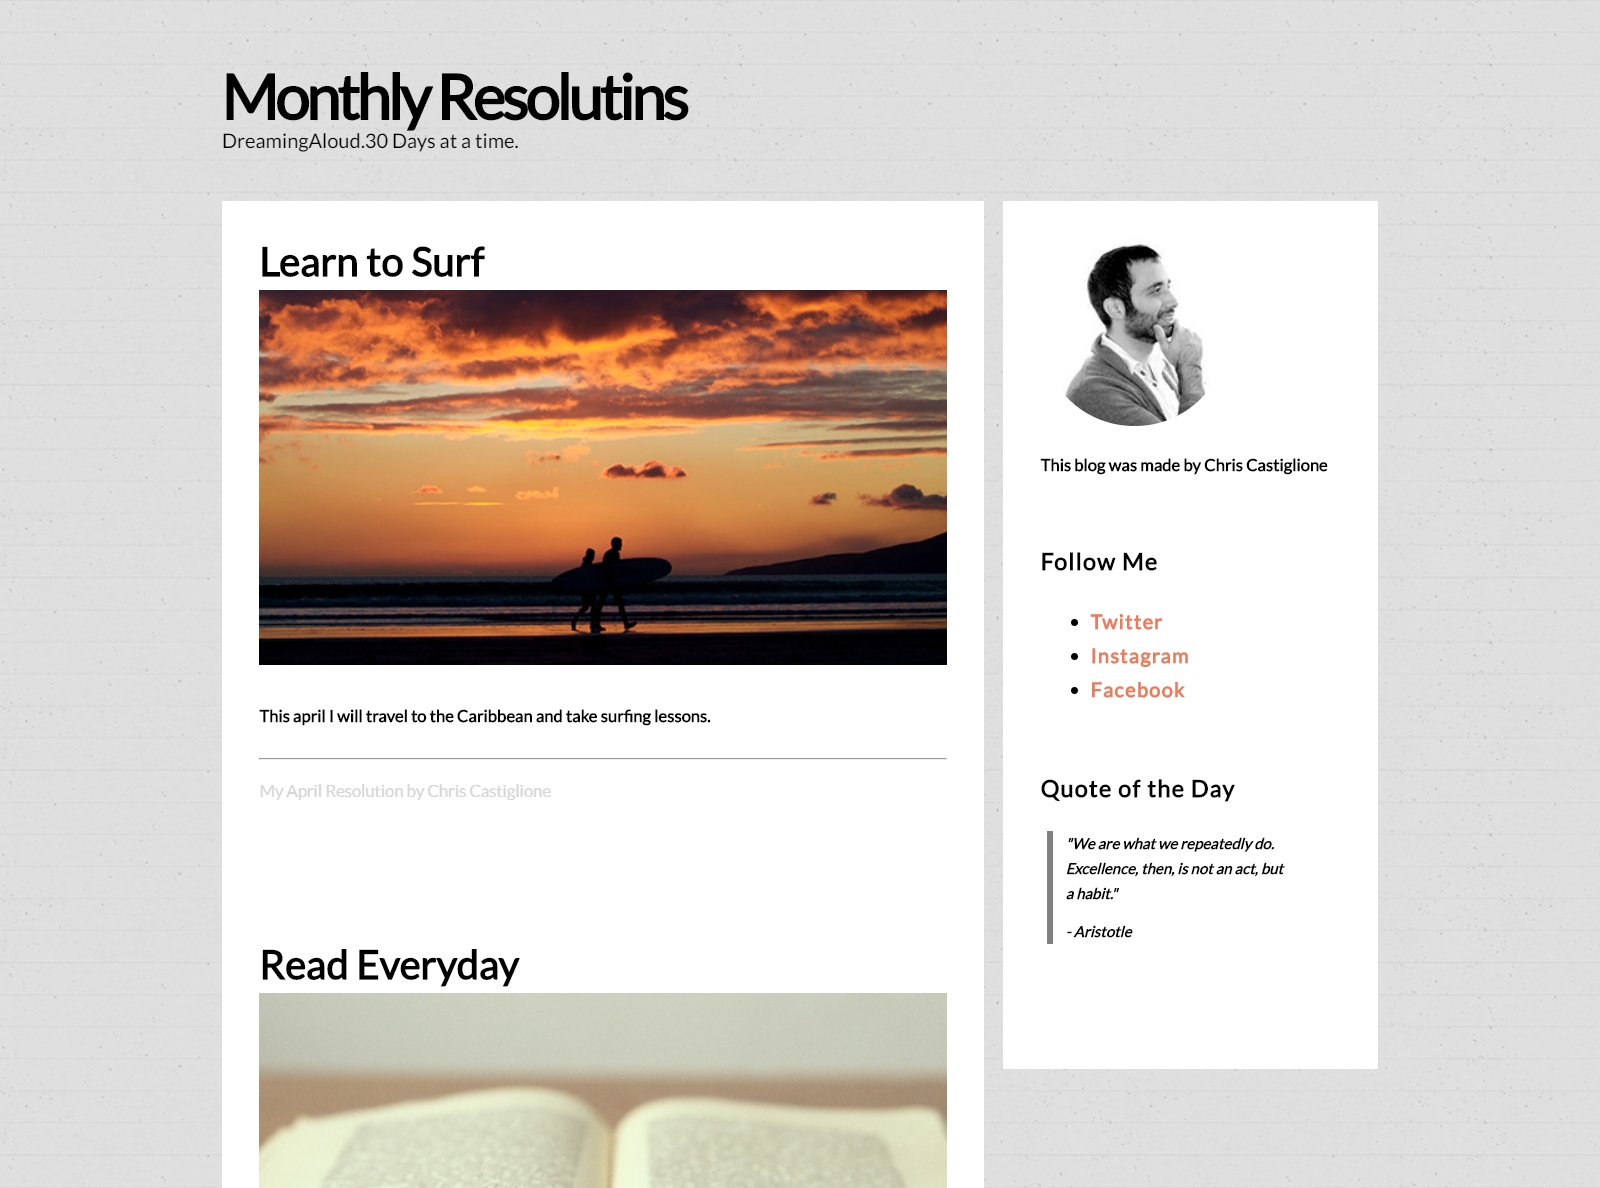 Monthly Resolutins
DreamingAloud.30 Days at a time.
Learn to Surf
This april I will travel to the Caribbean and take surfing lessons.
My April Resolution by Chris Castiglione
Read Everyday
This blog was made by Chris Castiglione
Follow Me
Twitter
Instagram
Facebook
Quote of the Day
"We are what we repeatedly do.
Excellence, then, is not an act, but
a habit."
- Aristotle